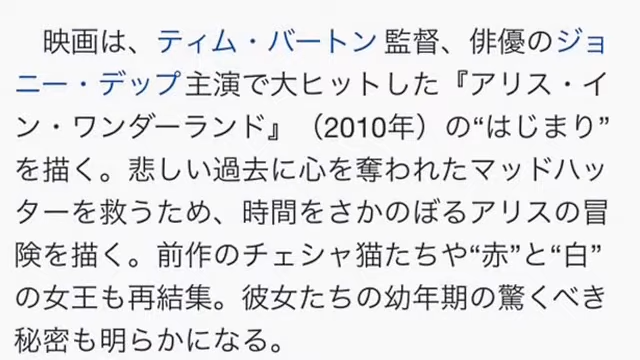 映画は、ティム・バートン 監督、俳優のジョ
ニー・デップ主演で大ヒットした『アリス・イ
ン・ワンダーランド』（2010年）の“はじまり”
を描く。悲しい過去に心を奪われたマッドハッ
ターを救うため、時間をさかのぼるアリスの冒
険を描く。前作のチェシャ猫たちや“赤”と“白”
の女王も再結集。彼女たちの幼年期の驚くべき
秘密も明らかになる。